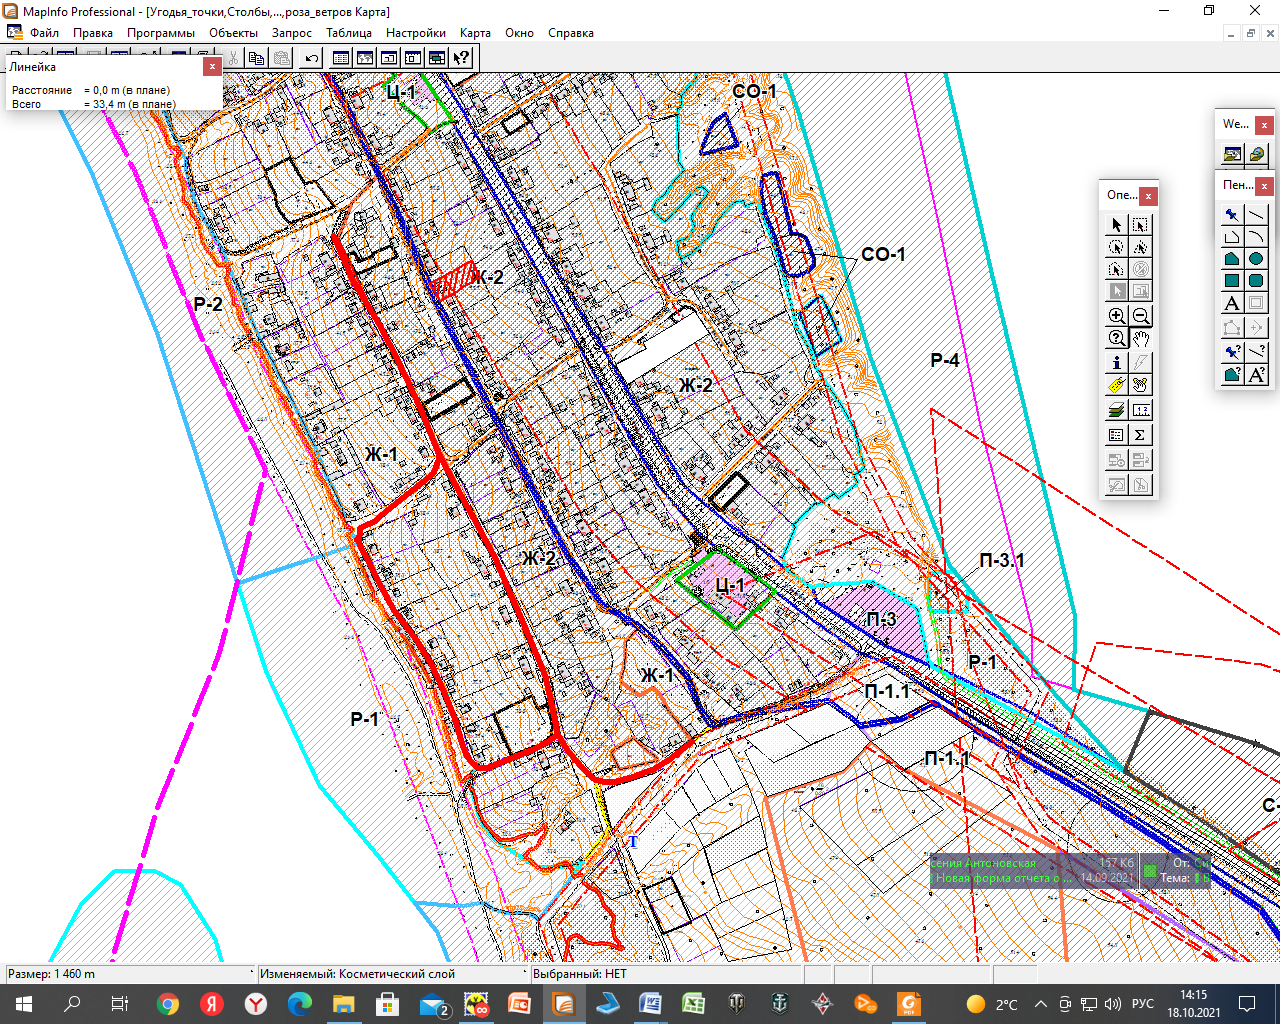 MapInfo Professional - [Угодья_точки,Столбы,...,роза_ветров Карта]
Файл Правка Программы Объекты Запрос Таблица Настройки Карта Окно Справка
Линейка
Расстояние = 0,0 m (в плане)
Всего = 33,4 m (в плане)
Ц-1
СО-1
We...
Пен...
Опе...
СО-1
Ж-2
Р-2
Р-4
Ж-2
Ж-1
Ж-2
П-3.1
Ц-1
П-3
Р-1
Ж-1
П-1.1
Р-1
П-1.1
С-
Т
сения Антоновская 157 Кб От:
Новая форма отчета о ... 14.09.2021 Тема:
Размер: 1 460 m Изменяемый: Косметический слой Выбранный: НЕТ
2
2°C
РУС
14:15
18.10.2021